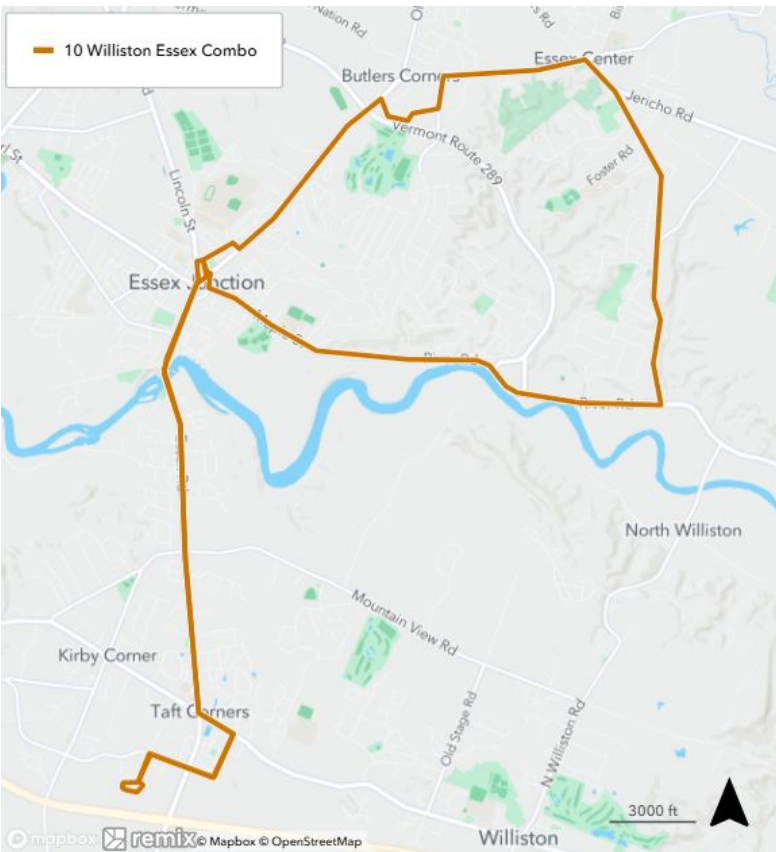 10 Williston Essex Combo
Nation Rd
Butlers Corners
Essex Center
Jericho Rd
Vermont Route 289
Foster Rd
Lincoln St
Essex Junction
North Williston
Mountain View Rd
Kirby Corner
Taft Corners
Old Stage Rd
N Williston Rd
3000 ft
Williston
mapbox remix © Mapbox © OpenStreetMap